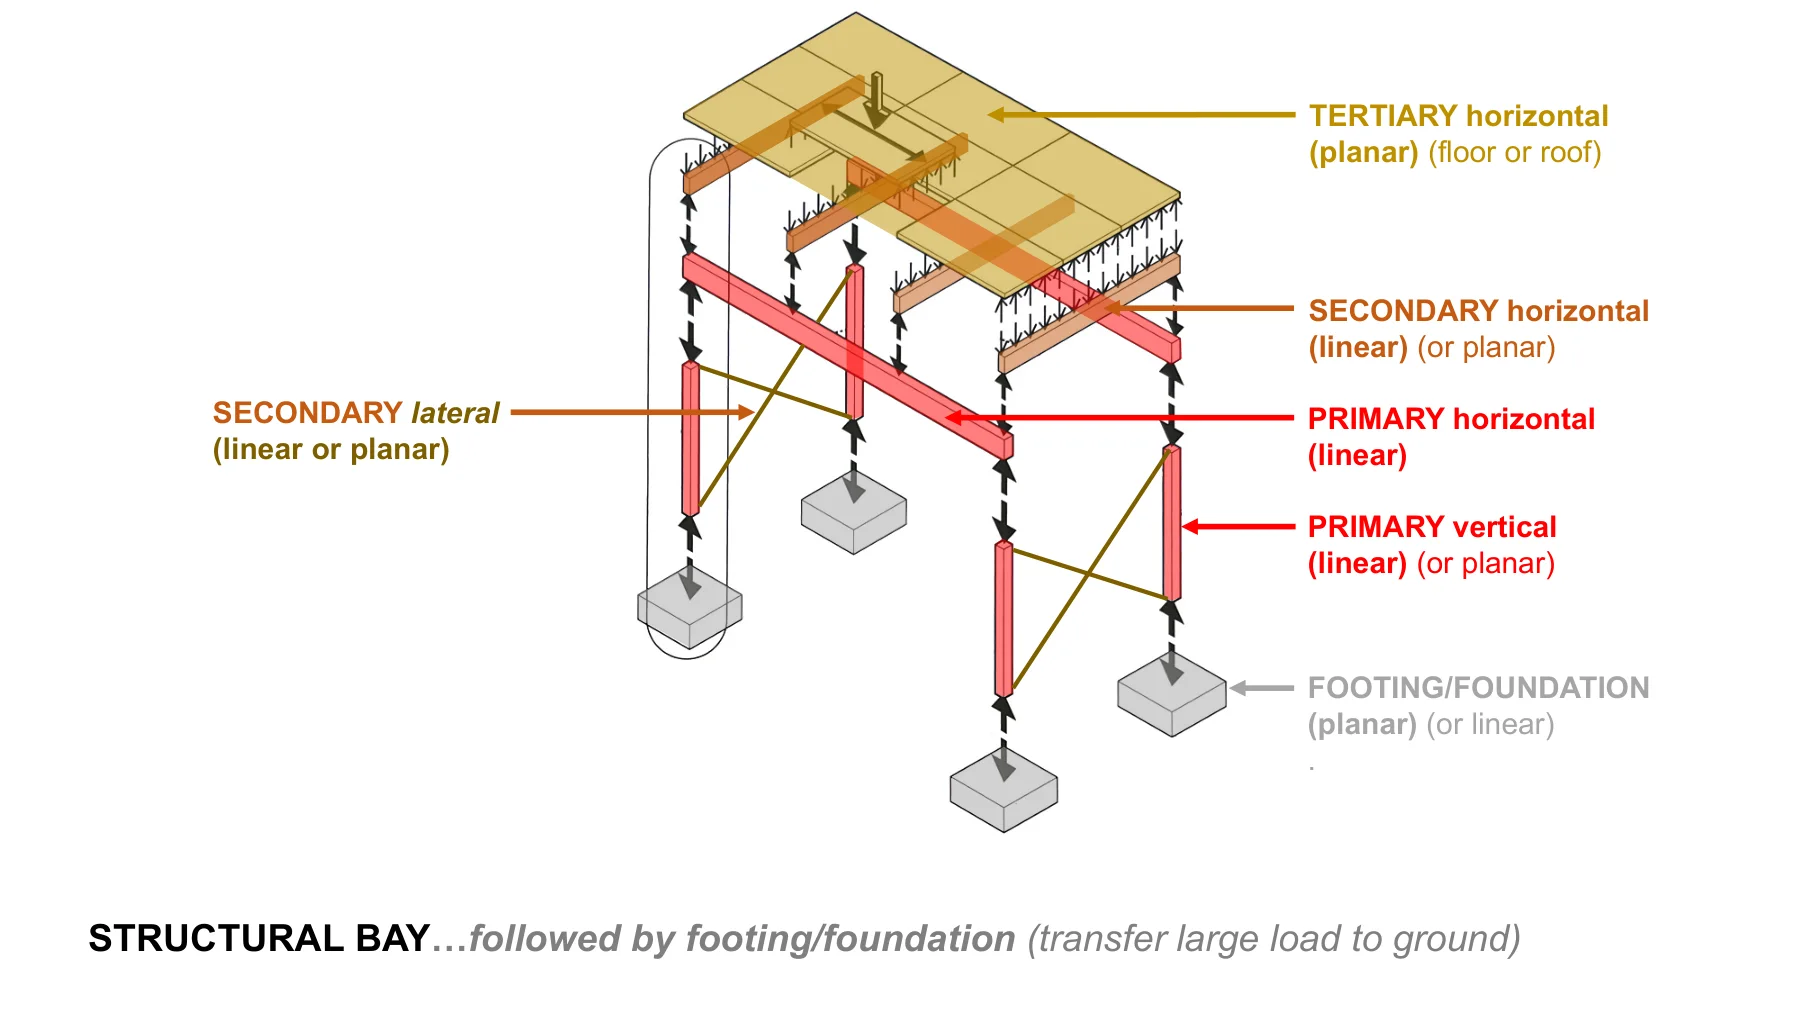 TERTIARY horizontal
(planar) (floor or roof)
SECONDARY horizontal
(linear) (or planar)
SECONDARY lateral
(linear or planar)
PRIMARY horizontal
(linear)
PRIMARY vertical
(linear) (or planar)
FOOTING/FOUNDATION
(planar) (or linear)
.
STRUCTURAL BAY…followed by footing/foundation (transfer large load to ground)